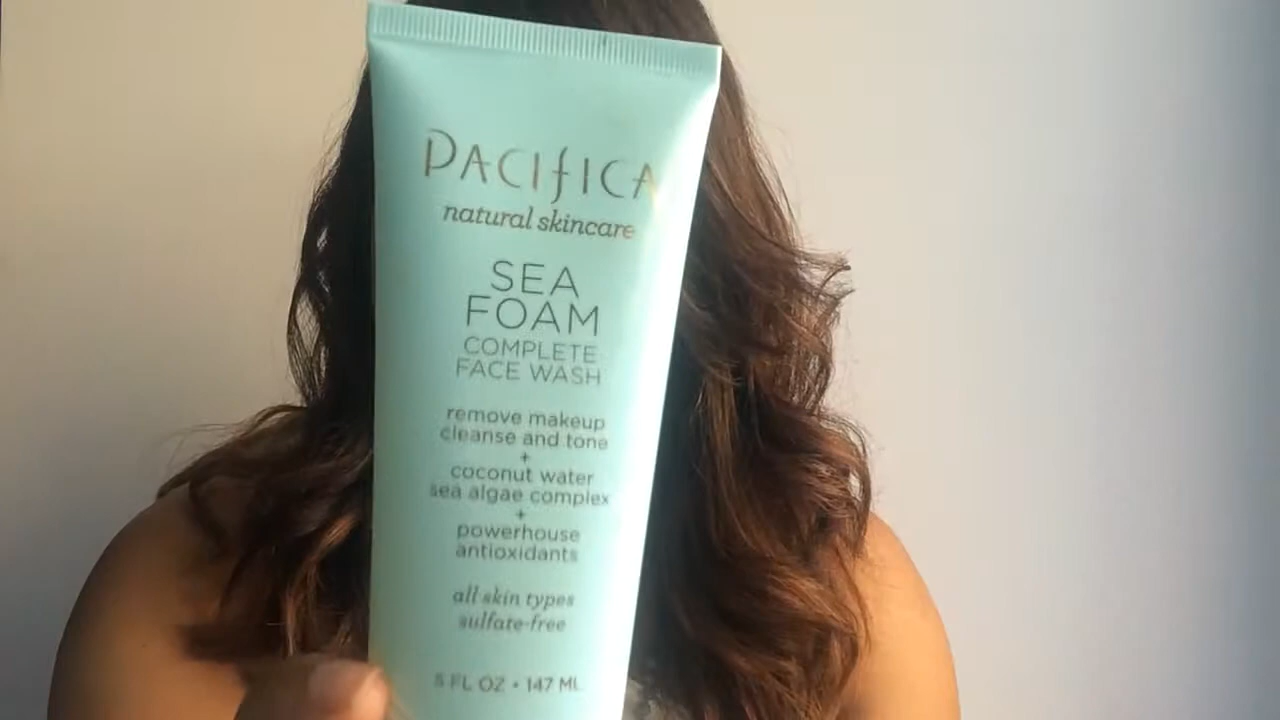 PACIFICA
natural skincare
SEA
FOAM
COMPLETE
FACE WASH
remove makeup
cleanse and tone
+
coconut water
sea algae complex
+
powerhouse
antioxidants
all skin types
sulfate-free
5 FL OZ • 147 ML